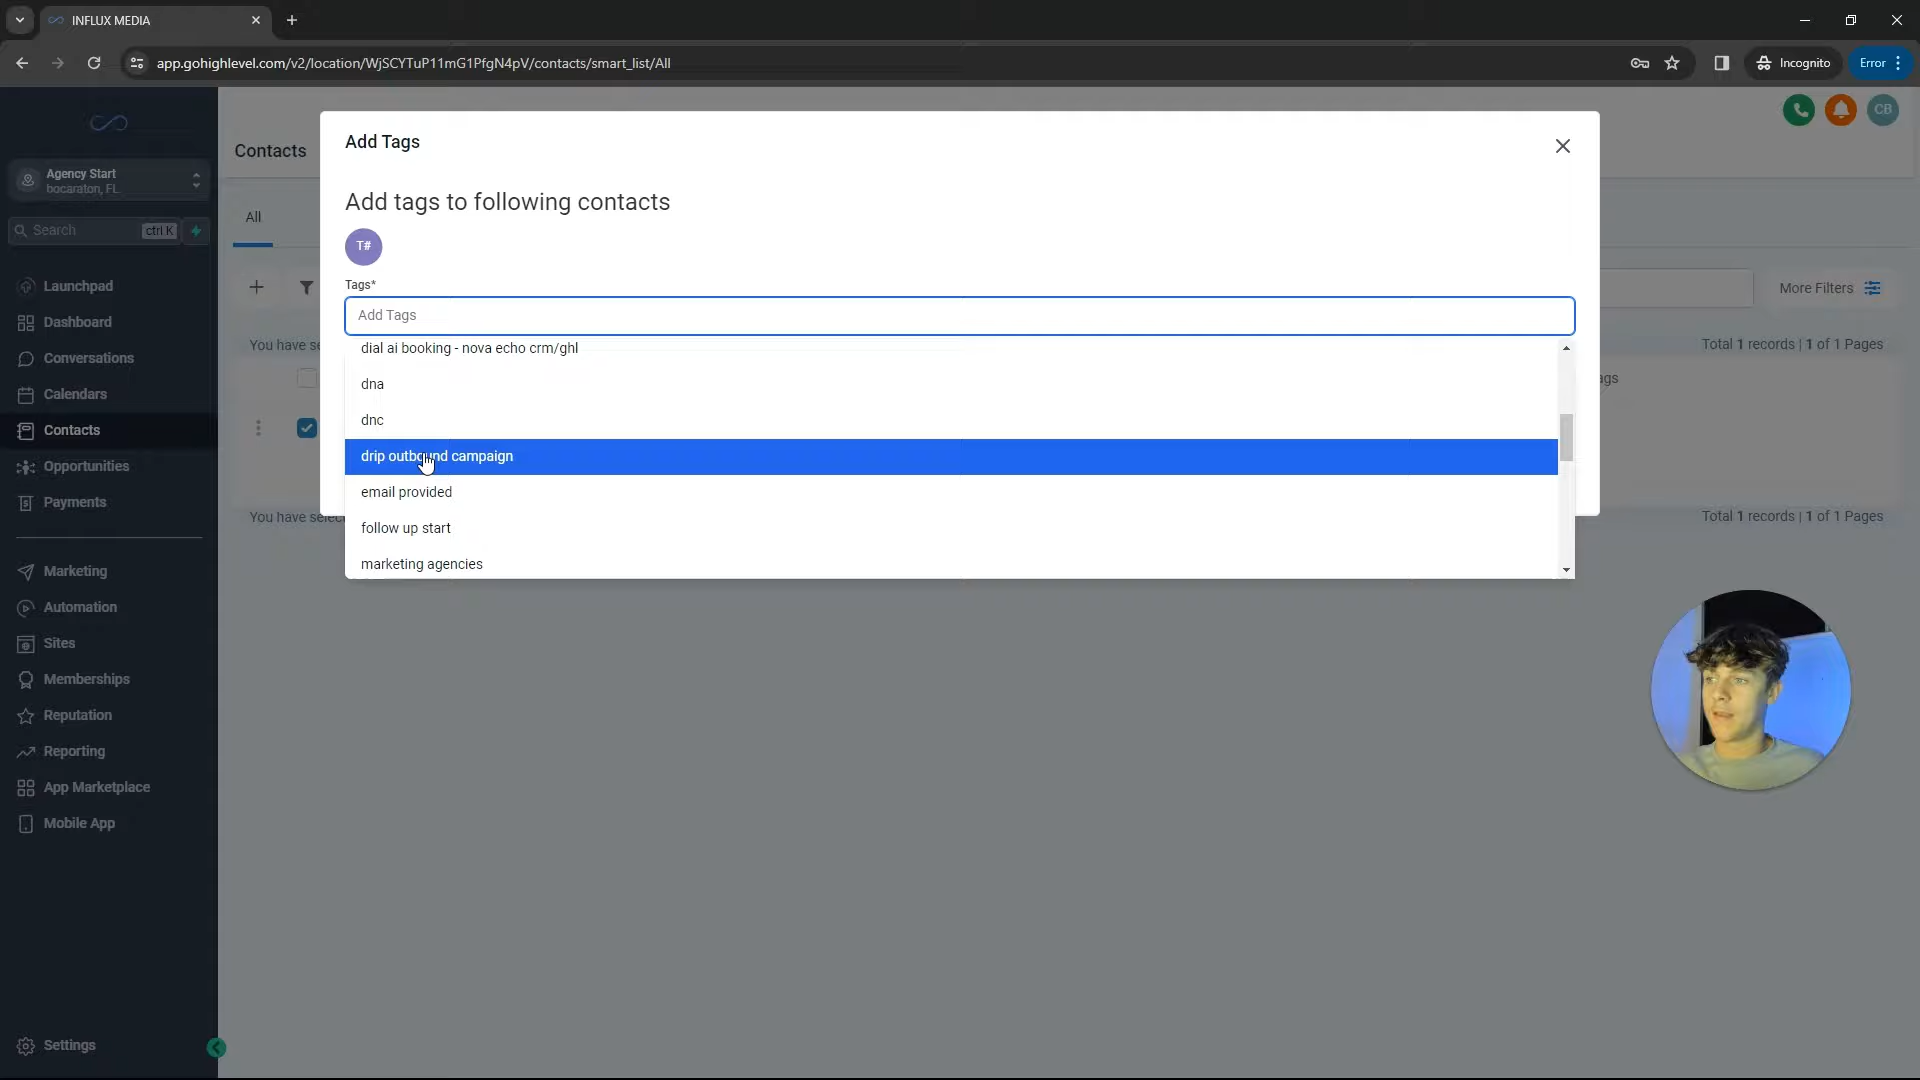 INFLUX MEDIA
app.gohighlevel.com/v2/location/WjSCYTuP11mG1PfgN4pV/contacts/smart_list/All
Incognito
Error
Agency Start
bocaraton, FL
Search
ctrl K
Launchpad
Dashboard
Conversations
Calendars
Contacts
Opportunities
Payments
Marketing
Automation
Sites
Memberships
Reputation
Reporting
App Marketplace
Mobile App
Settings
Contacts
CB
All
More Filters
You have se
Total 1 records | 1 of 1 Pages
ags
You have selec
Total 1 records | 1 of 1 Pages
Add Tags
Add tags to following contacts
T#
Tags*
Add Tags
dial ai booking - nova echo crm/ghl
dna
dnc
drip outbound campaign
email provided
follow up start
marketing agencies